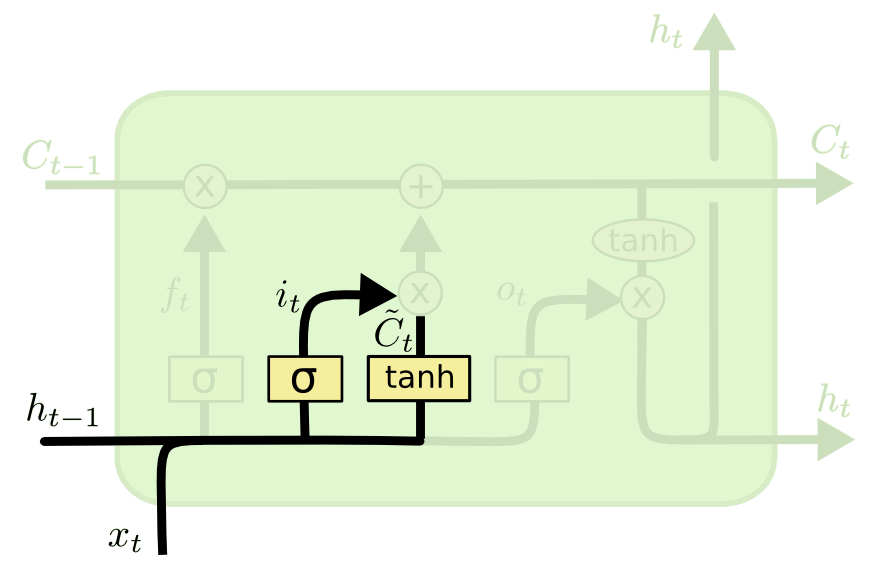 h_t
C_{t-1}
C_t
x
+
tanh
f_t
i_t
x
o_t
x
C̃_t
σ
σ
tanh
σ
h_{t-1}
h_t
x_t